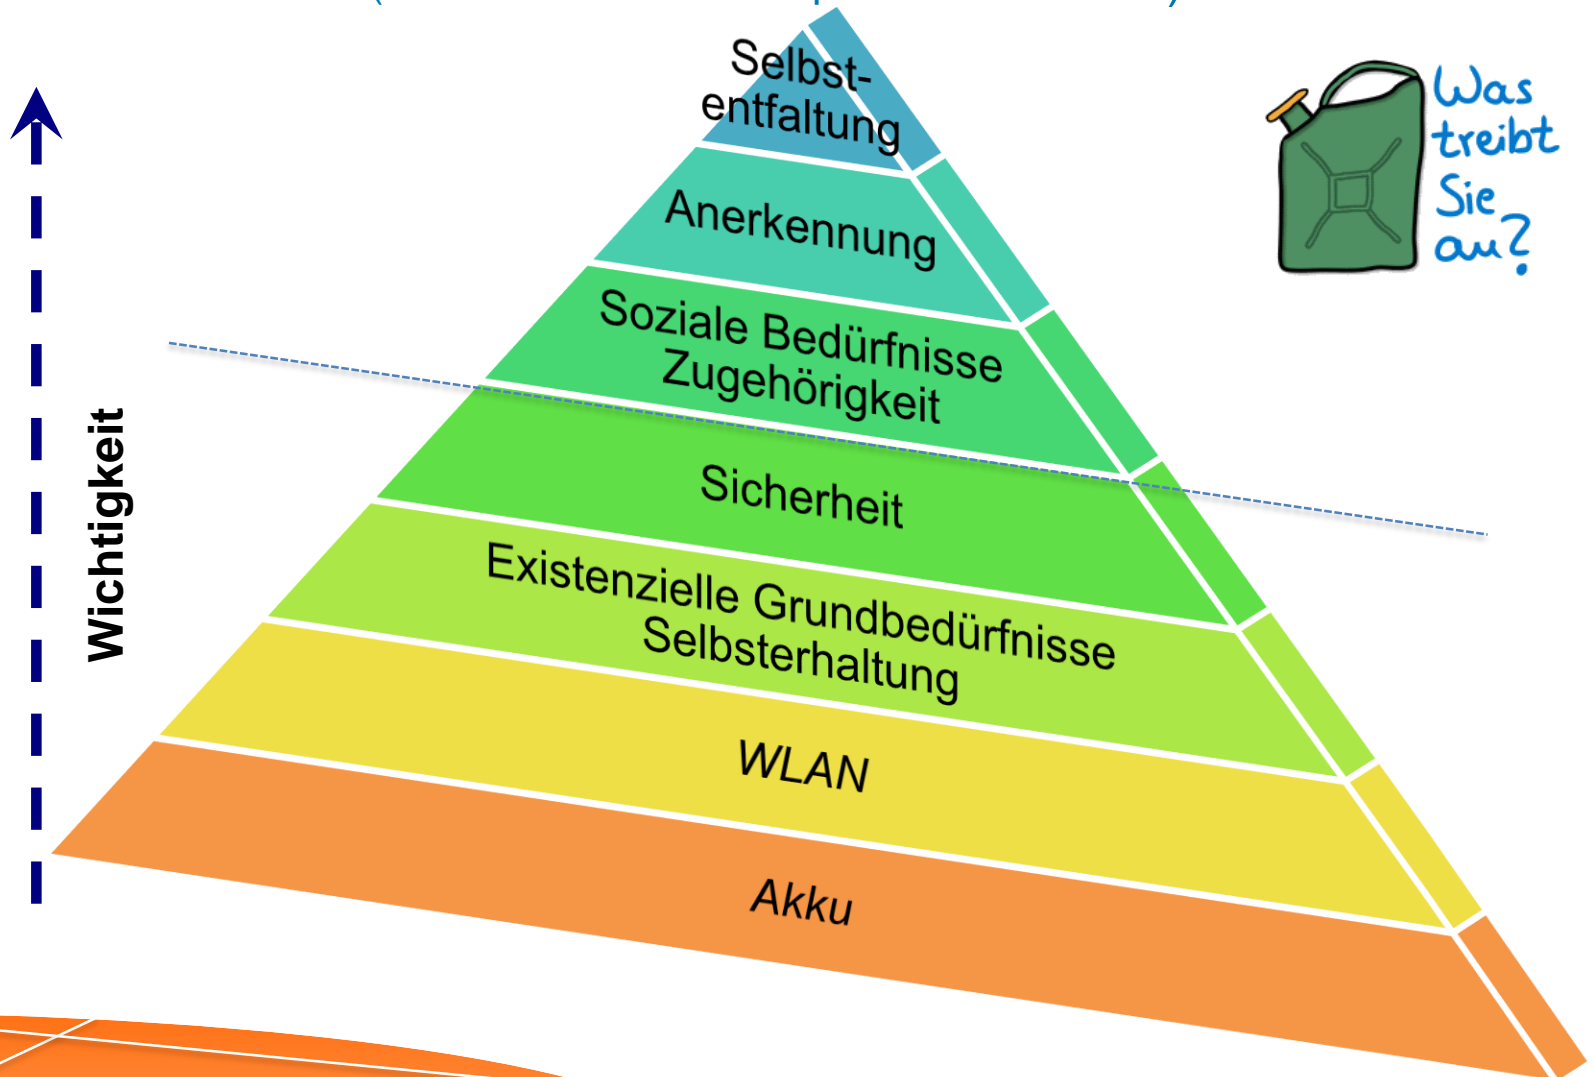 Selbst-
entfaltung
Anerkennung
Soziale Bedürfnisse
Zugehörigkeit
Sicherheit
Existenzielle Grundbedürfnisse
Selbsterhaltung
WLAN
Akku
Wichtigkeit
Was
treibt
Sie
an?